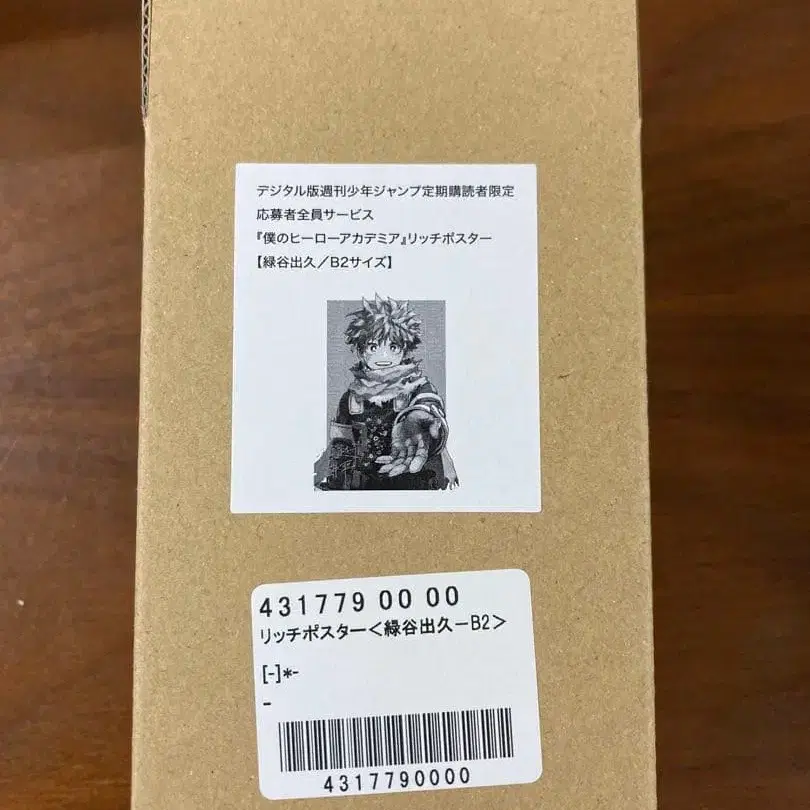 デジタル版週刊少年ジャンプ定期購読者限定
応募者全員サービス
『僕のヒーローアカデミア』リッチポスター
【緑谷出久／B2サイズ】
431779 00 00
リッチポスター＜緑谷出久－B2＞
[-]*-
-
4317790000